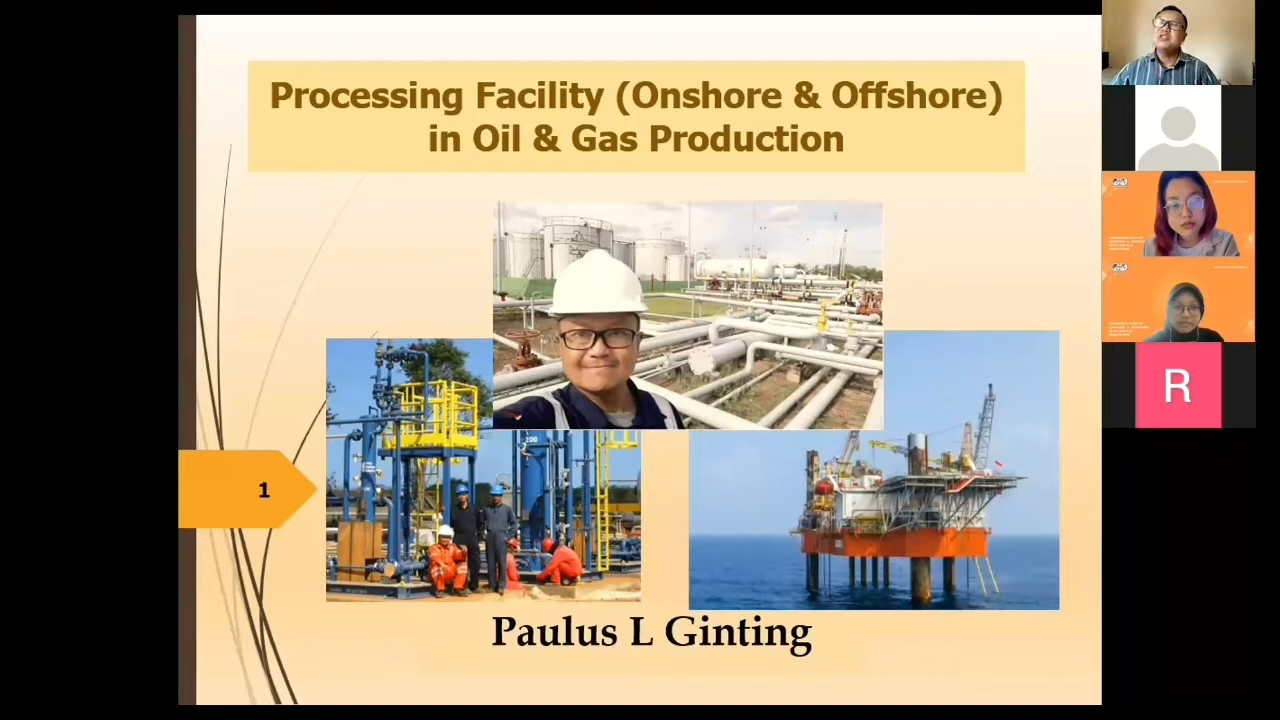 Processing Facility (Onshore & Offshore)
in Oil & Gas Production
1
Paulus L Ginting
R